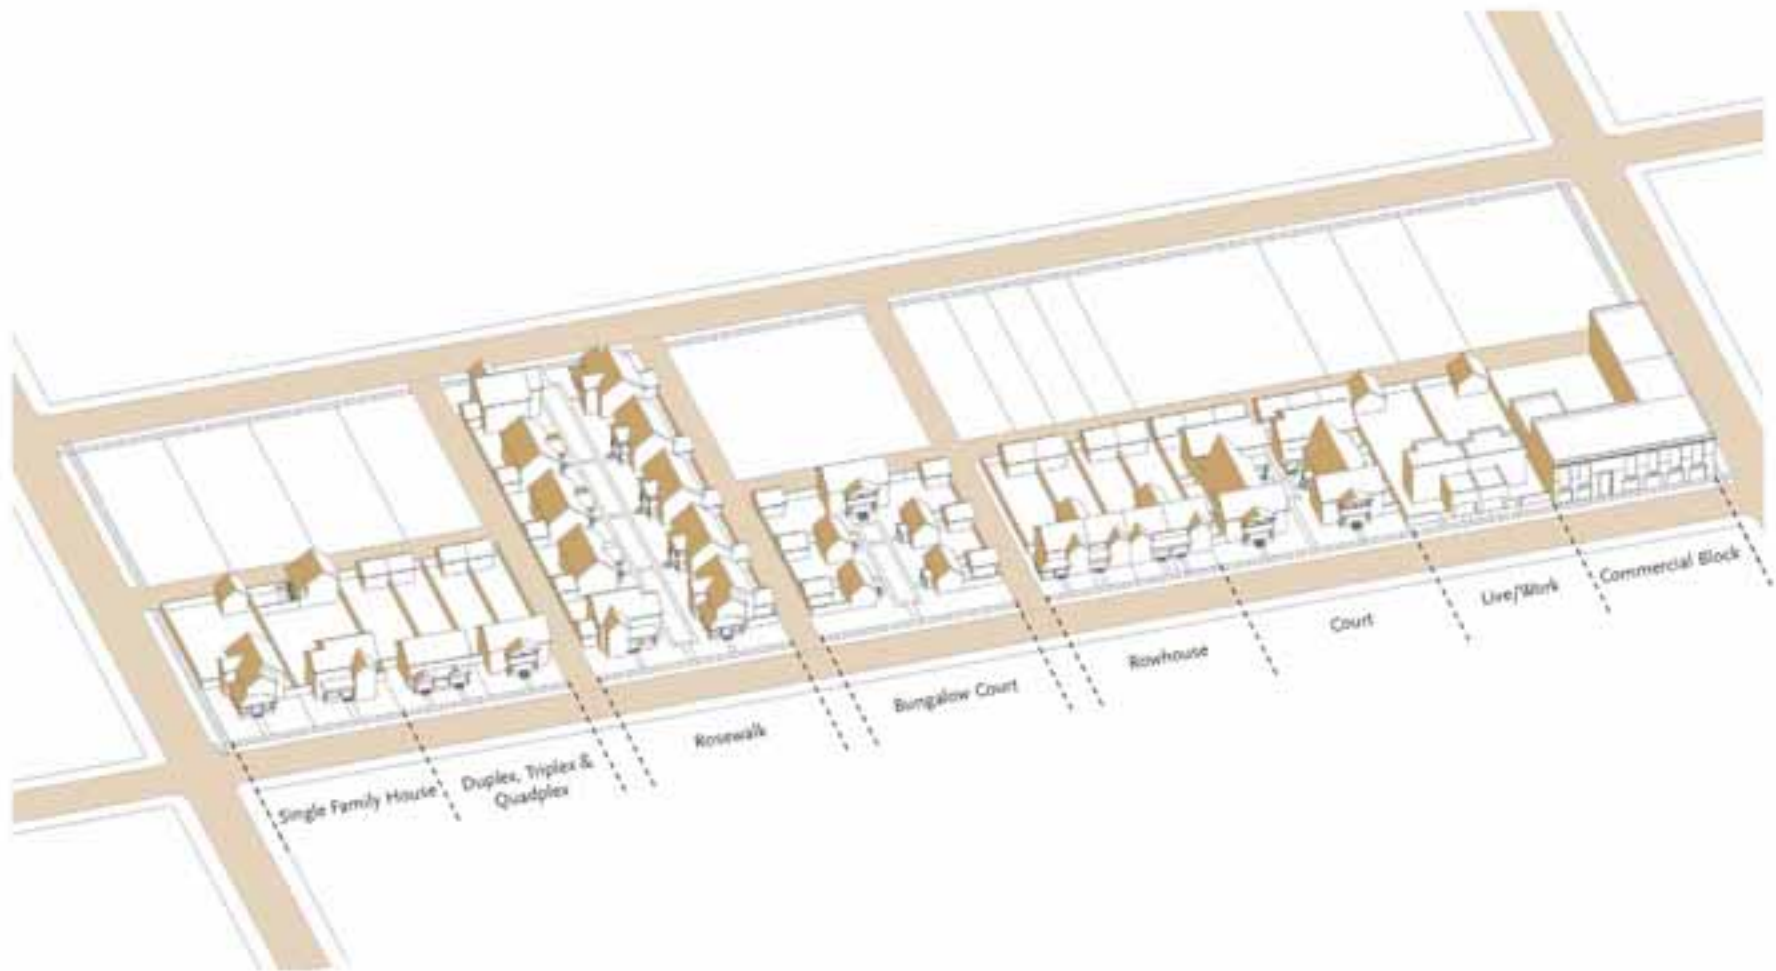 Single Family House
Duplex, Triplex &
Quadplex
Rosewalk
Bungalow Court
Rowhouse
Court
Live/Work
Commercial Block